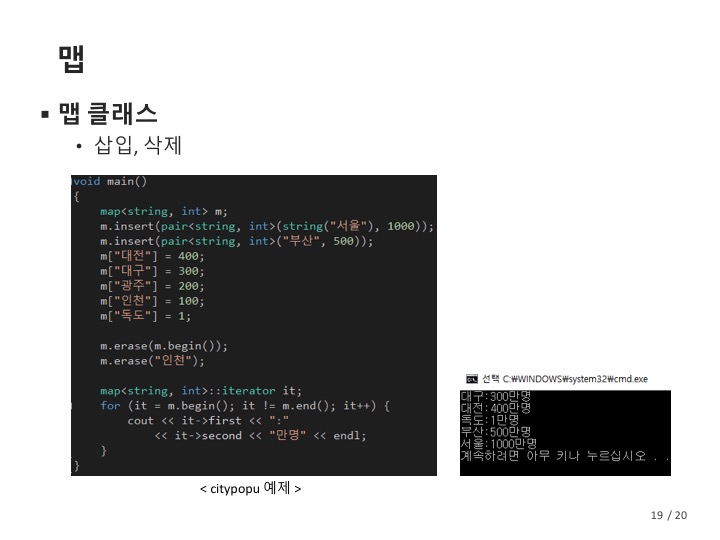 맵
▪ 맵 클래스
• 삽입, 삭제
void main()
{
    map<string, int> m;
    m.insert(pair<string, int>(string("서울"), 1000));
    m.insert(pair<string, int>("부산", 500));
    m["대전"] = 400;
    m["대구"] = 300;
    m["광주"] = 200;
    m["인천"] = 100;
    m["독도"] = 1;
    m.erase(m.begin());
    m.erase("인천");
    map<string, int>::iterator it;
    for (it = m.begin(); it != m.end(); it++) {
        cout << it->first << ":"
            << it->second << "만명" << endl;
    }
}
선택 C:₩WINDOWS₩system32₩cmd.exe
대구:300만명
대전:400만명
독도:1만명
부산:500만명
서울:1000만명
계속하려면 아무 키나 누르십시오 . .
< citypopu 예제 >
19 / 20